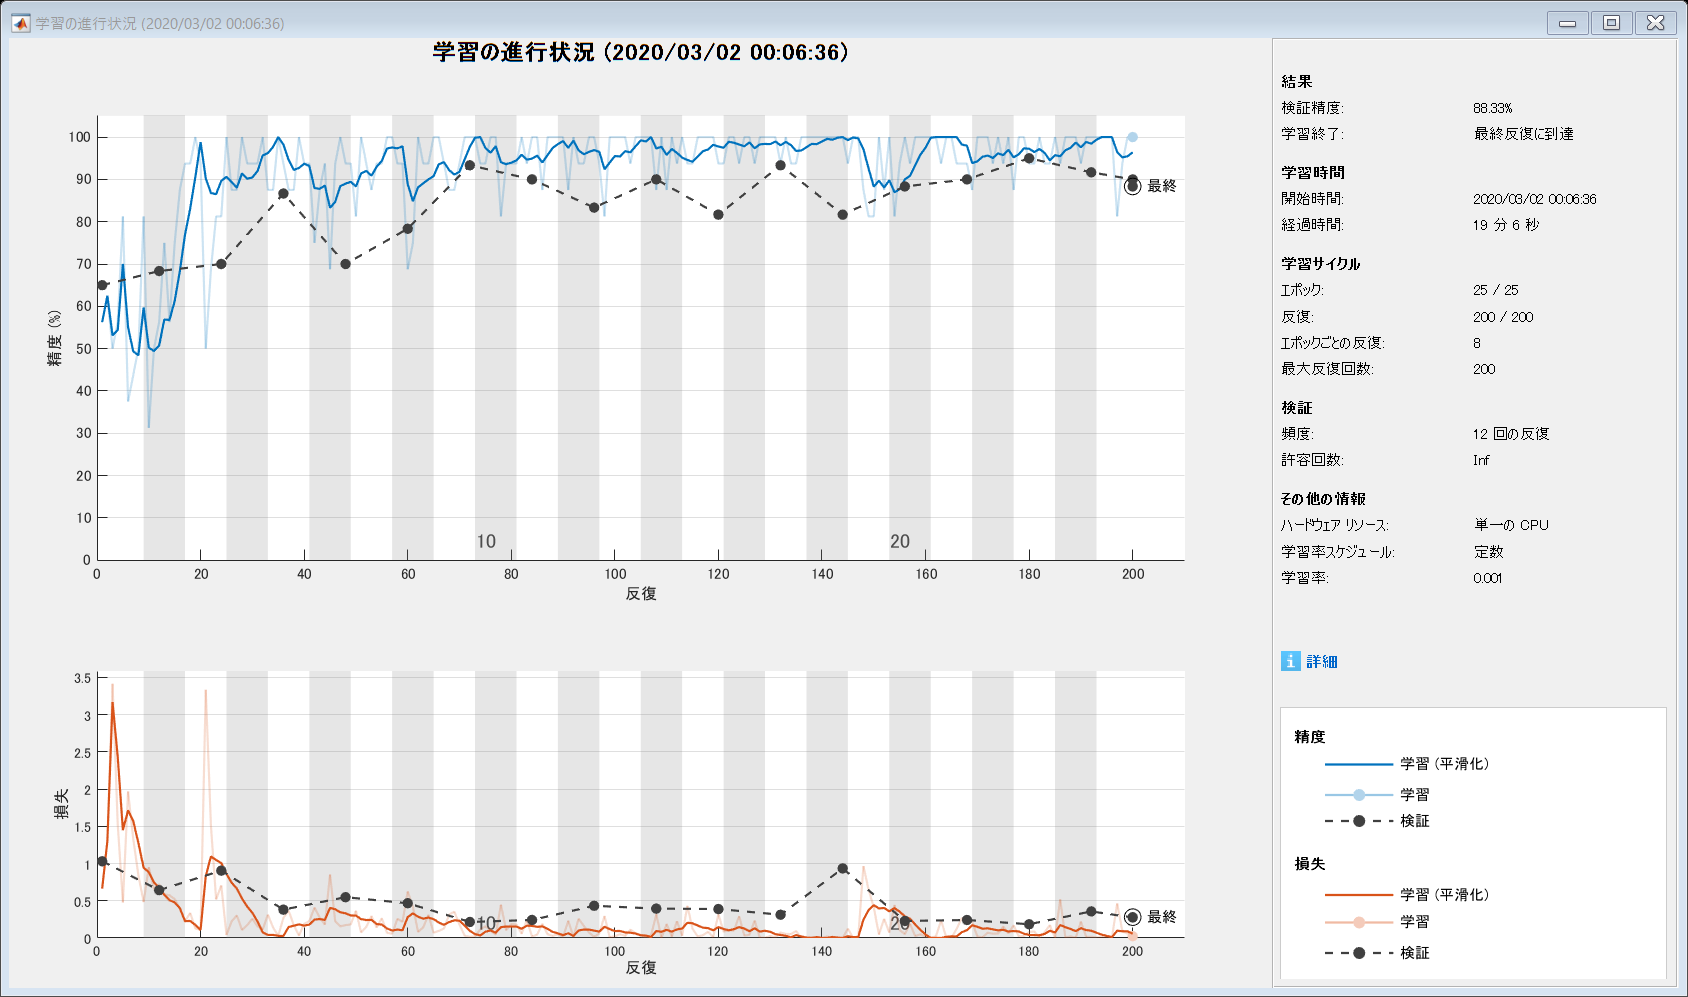 学習の進行状況 (2020/03/02 00:06:36)
学習の進行状況 (2020/03/02 00:06:36)
100
90
80
70
60
50
40
30
20
10
0
精度 (%)
10
20
最終
0
20
40
60
80
100
120
140
160
180
200
反復
3.5
3
2.5
2
1.5
1
0.5
0
損失
10
20
最終
0
20
40
60
80
100
120
140
160
180
200
反復
結果
検証精度: 88.33%
学習終了: 最終反復に到達
学習時間
開始時間: 2020/03/02 00:06:36
経過時間: 19 分 6 秒
学習サイクル
エポック: 25 / 25
反復: 200 / 200
エポックごとの反復: 8
最大反復回数: 200
検証
頻度: 12 回の反復
許容回数: Inf
その他の情報
ハードウェア リソース: 単一の CPU
学習率スケジュール: 定数
学習率: 0.001
i 詳細
精度
学習 (平滑化)
学習
検証
損失
学習 (平滑化)
学習
検証